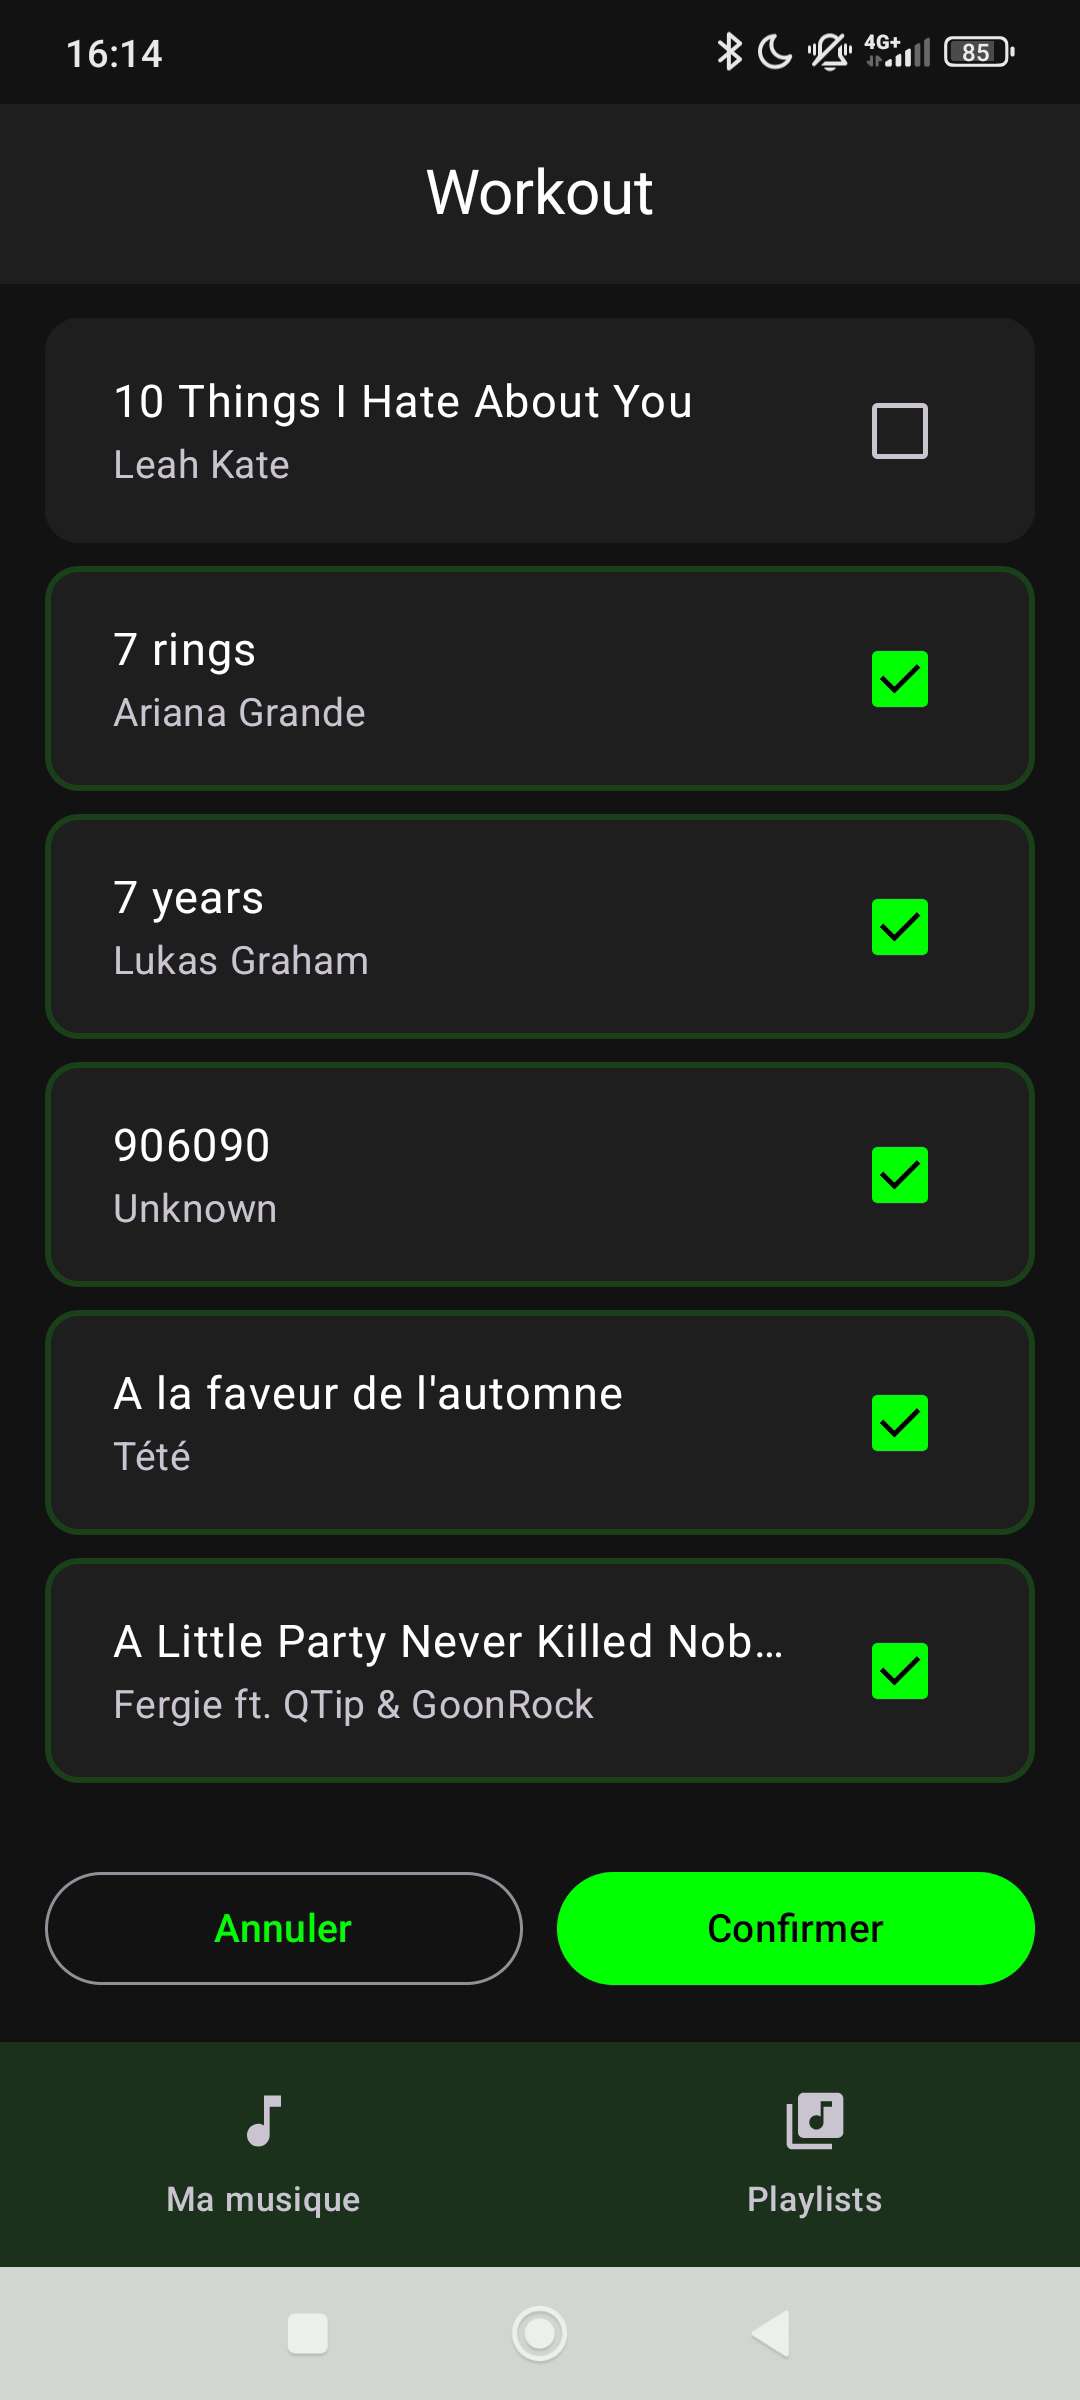 16:14
4G+
85
Workout
10 Things I Hate About You
Leah Kate
7 rings
Ariana Grande
7 years
Lukas Graham
906090
Unknown
A la faveur de l'automne
Tété
A Little Party Never Killed Nob…
Fergie ft. QTip & GoonRock
Annuler
Confirmer
Ma musique
Playlists